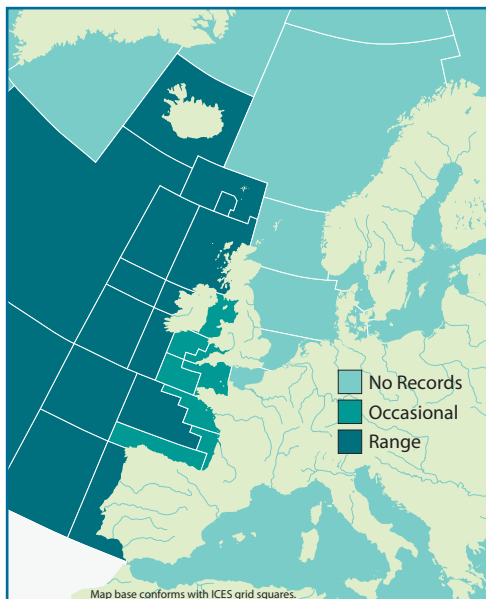 No Records
Occasional
Range
Map base conforms with ICES grid squares.